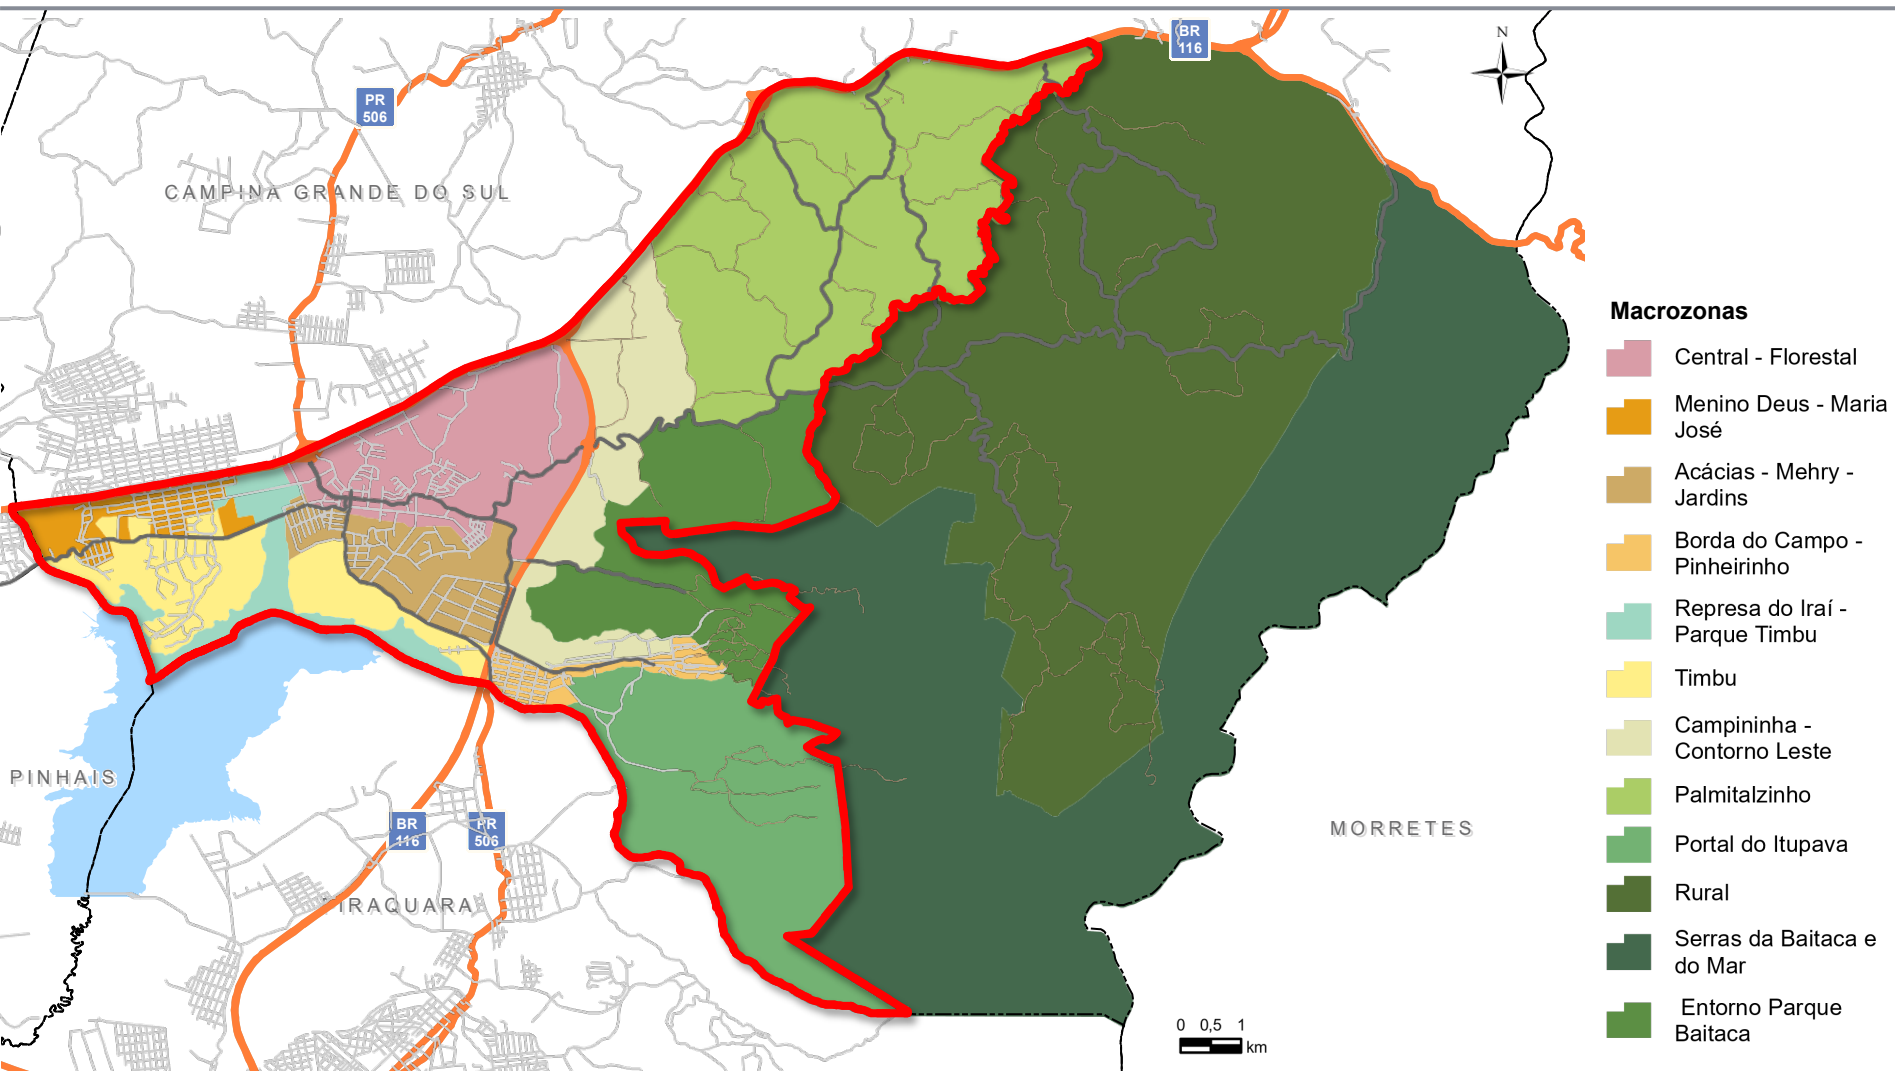 BR
116
N
PR
506
CAMPINA GRANDE DO SUL
Macrozonas
Central - Florestal
Menino Deus - Maria
José
Acácias - Mehry -
Jardins
Borda do Campo -
Pinheirinho
Represa do Iraí -
Parque Timbu
Timbu
Campininha -
Contorno Leste
Palmitalzinho
Portal do Itupava
Rural
Serras da Baitaca e
do Mar
Entorno Parque
Baitaca
PINHAIS
BR
116
PR
506
MORRETES
PIRAQUARA
0 0,5 1
km